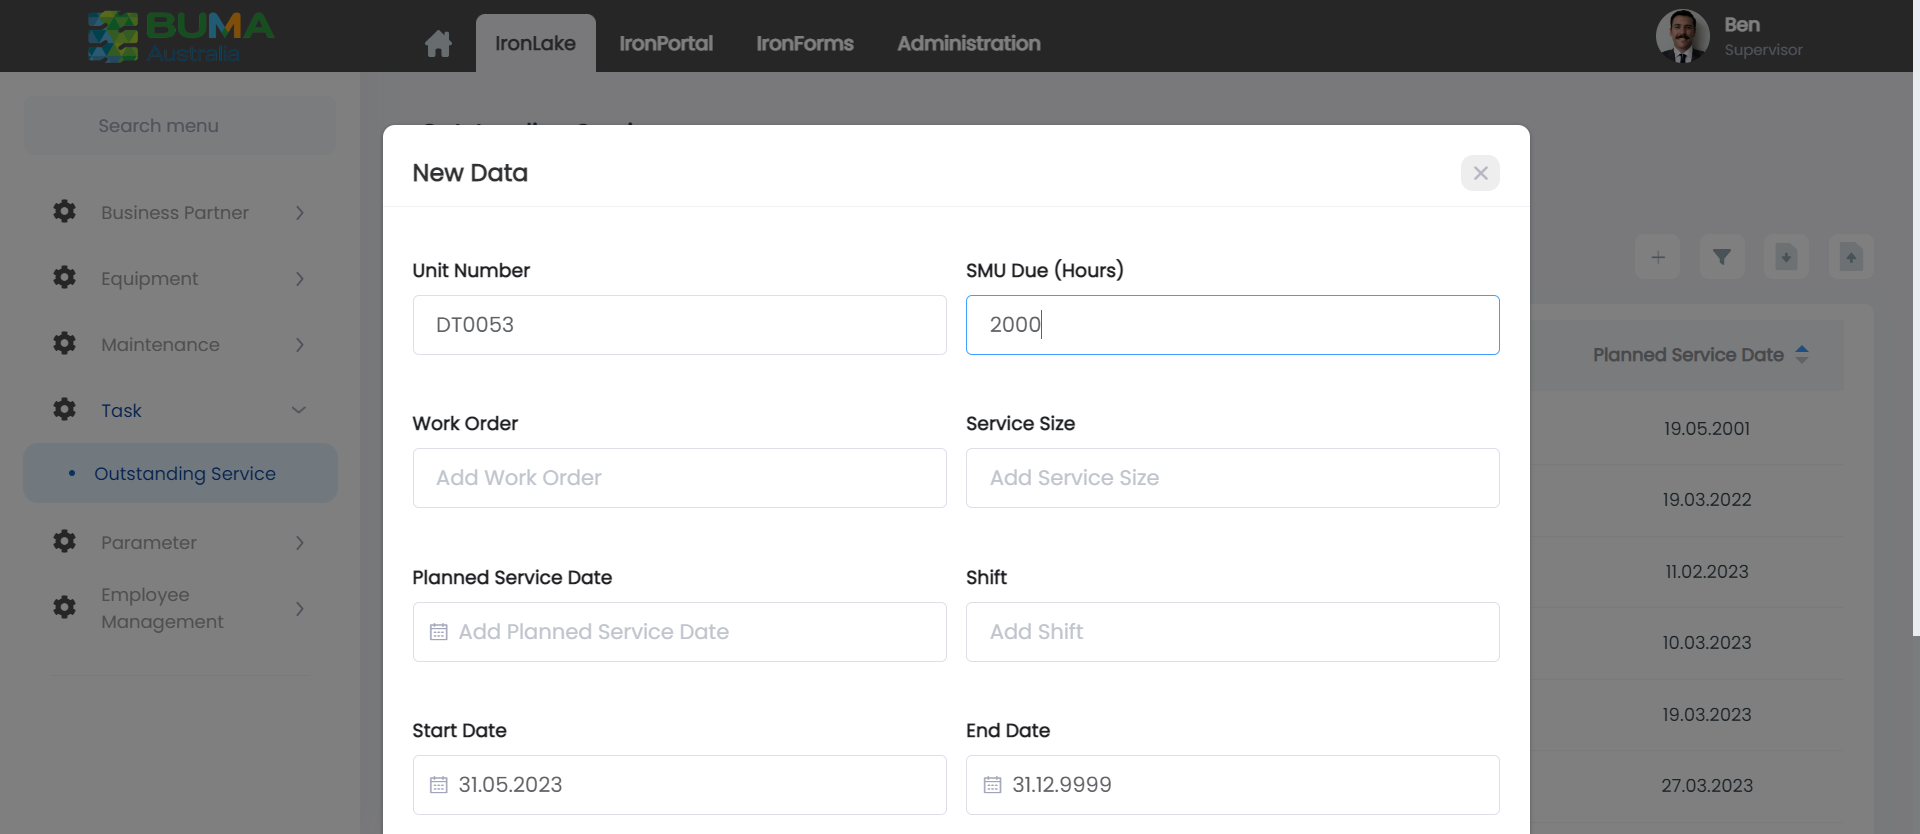 BUMA
Australia
IronLake
IronPortal
IronForms
Administration
Ben
Supervisor
Search menu
Business Partner
Equipment
Maintenance
Task
Outstanding Service
Parameter
Employee
Management
New Data
Unit Number
SMU Due (Hours)
DT0053
2000
Work Order
Service Size
Add Work Order
Add Service Size
Planned Service Date
Shift
Add Planned Service Date
Add Shift
Start Date
End Date
31.05.2023
31.12.9999
Planned Service Date
19.05.2001
19.03.2022
11.02.2023
10.03.2023
19.03.2023
27.03.2023